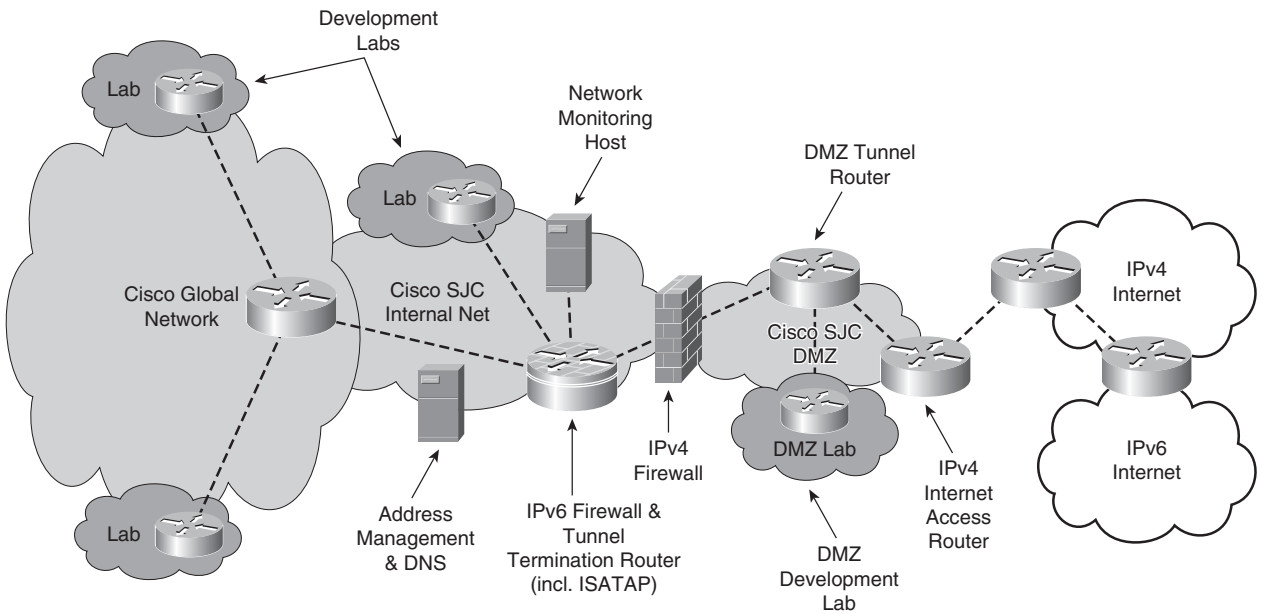 Development
Labs
Lab
Network
Monitoring
Host
DMZ Tunnel
Router
Lab
Cisco Global
Network
Cisco SJC
Internal Net
Cisco SJC
DMZ
IPv4
Internet
IPv4
Firewall
DMZ Lab
IPv6
Internet
Lab
Address
Management
& DNS
IPv6 Firewall &
Tunnel
Termination Router
(incl. ISATAP)
DMZ
Development
Lab
IPv4
Internet
Access
Router